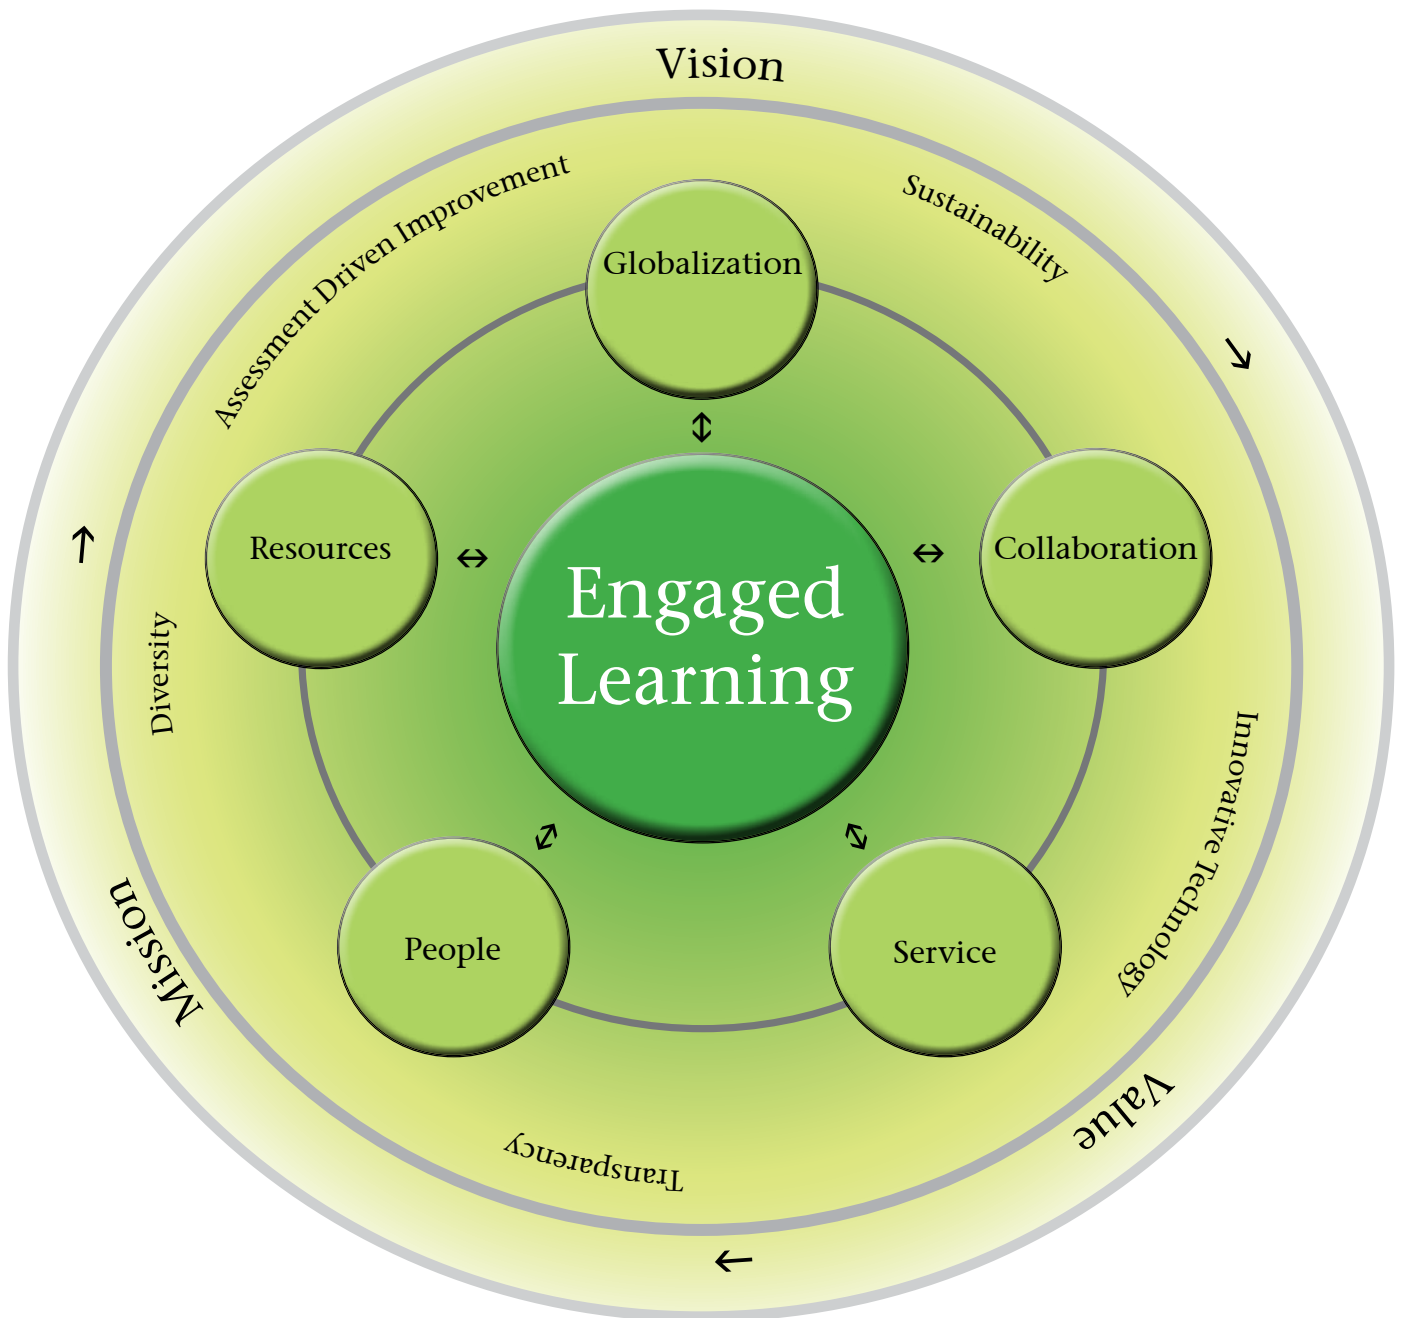 Vision
Assessment Driven Improvement
Sustainability
Globalization
Resources
Collaboration
Engaged
Learning
Diversity
Innovative Technology
People
Service
Mission
Value
Transparency